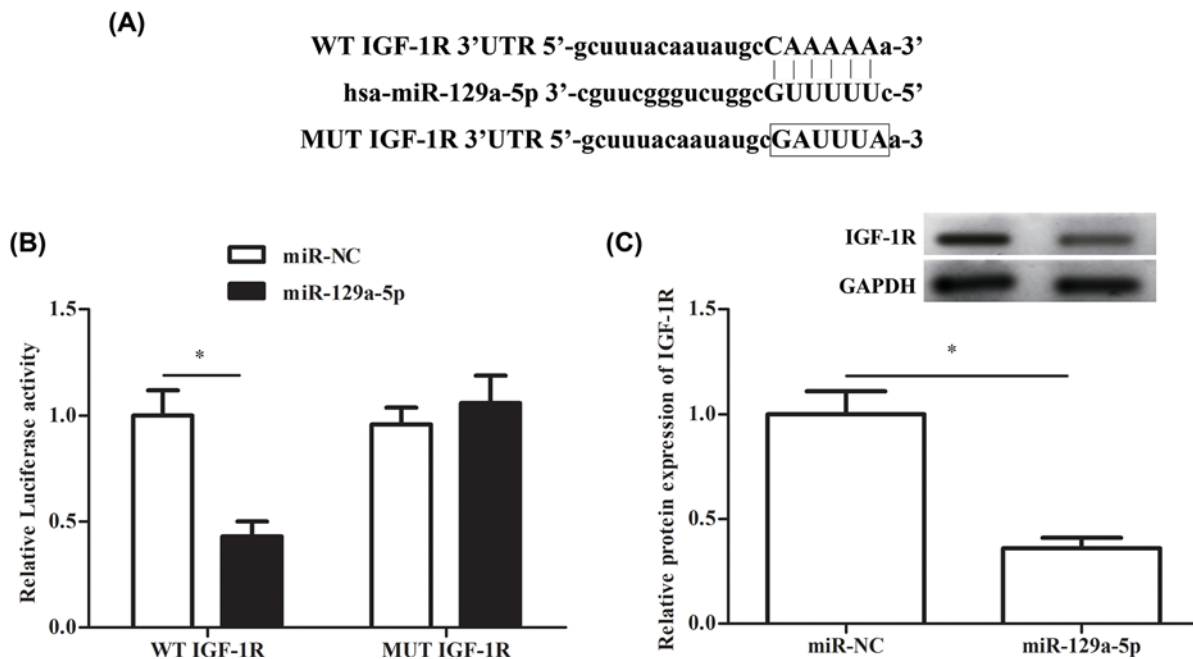 (A)
WT IGF-1R 3’UTR 5’-gcuuuacaauaugcCAAAAAa-3’
hsa-miR-129a-5p 3’-cguucgggucuggcGUUUUUc-5’
MUT IGF-1R 3’UTR 5’-gcuuuacaauaugcGAUUUAa-3
(B)
miR-NC
miR-129a-5p
Relative Luciferase activity
1.5
1.0
0.5
0.0
*
WT IGF-1R
MUT IGF-1R
(C)
IGF-1R
GAPDH
Relative protein expression of IGF-1R
1.5
1.0
0.5
0.0
*
miR-NC
miR-129a-5p